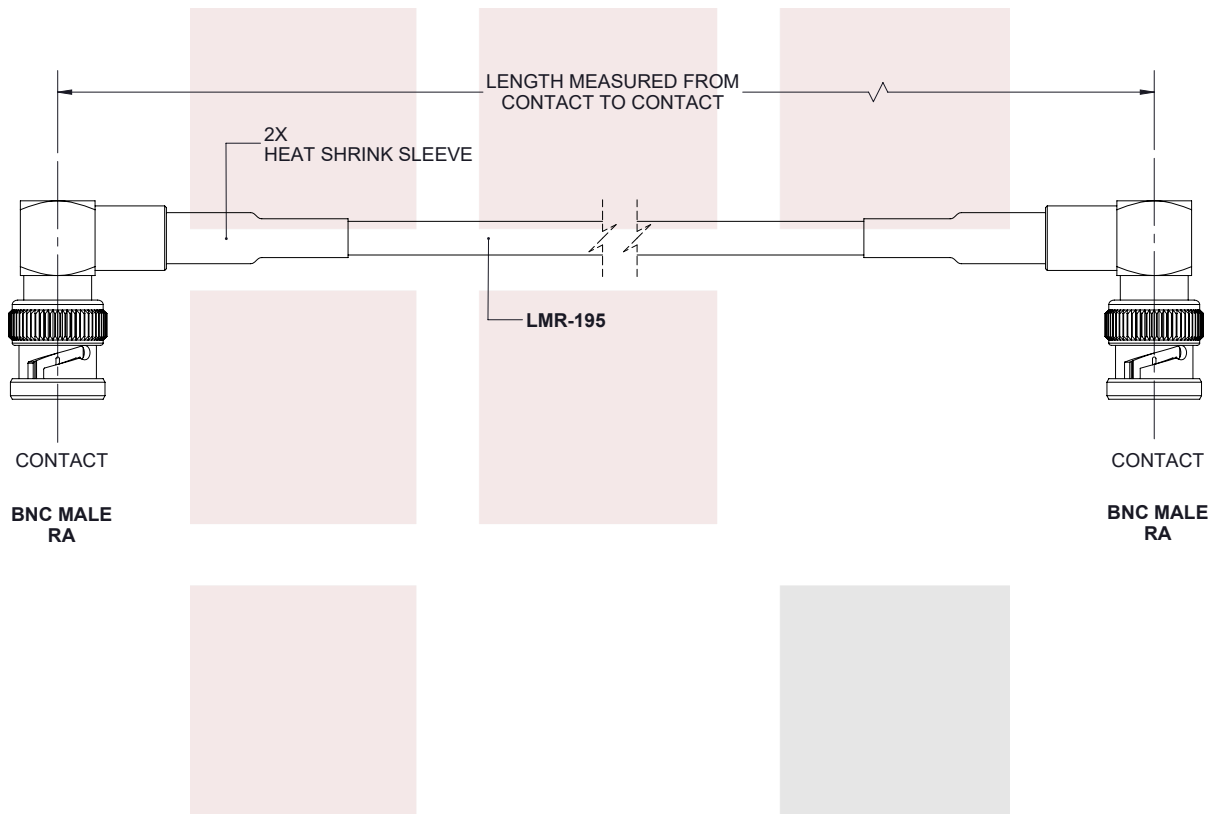 LENGTH MEASURED FROM
CONTACT TO CONTACT
2X
HEAT SHRINK SLEEVE
LMR-195
CONTACT
BNC MALE
RA
CONTACT
BNC MALE
RA